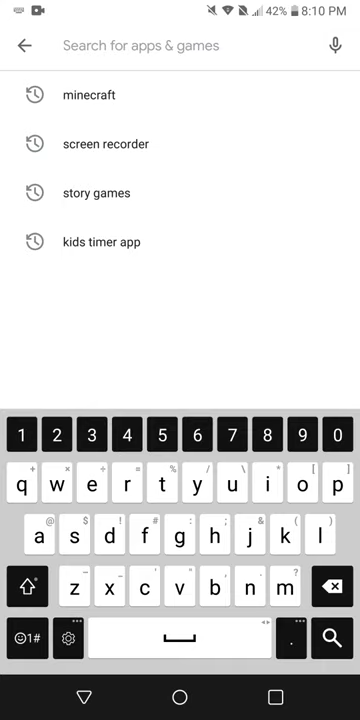 42% 8:10 PM
Search for apps & games
minecraft
screen recorder
story games
kids timer app
1 2 3 4 5 6 7 8 9 0
+ × ÷ = % / \ * [ ]
q w e r t y u i o p
@ $ ! # : ; & ( )
a s d f g h j k l
- _ ' " , ~ ?
z x c v b n m
1# .